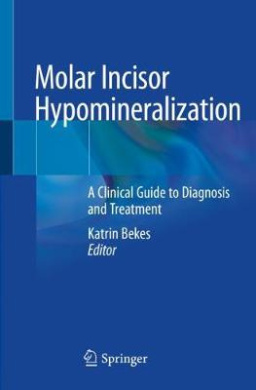 Molar Incisor
Hypomineralization
A Clinical Guide to Diagnosis
and Treatment
Katrin Bekes
Editor
Springer